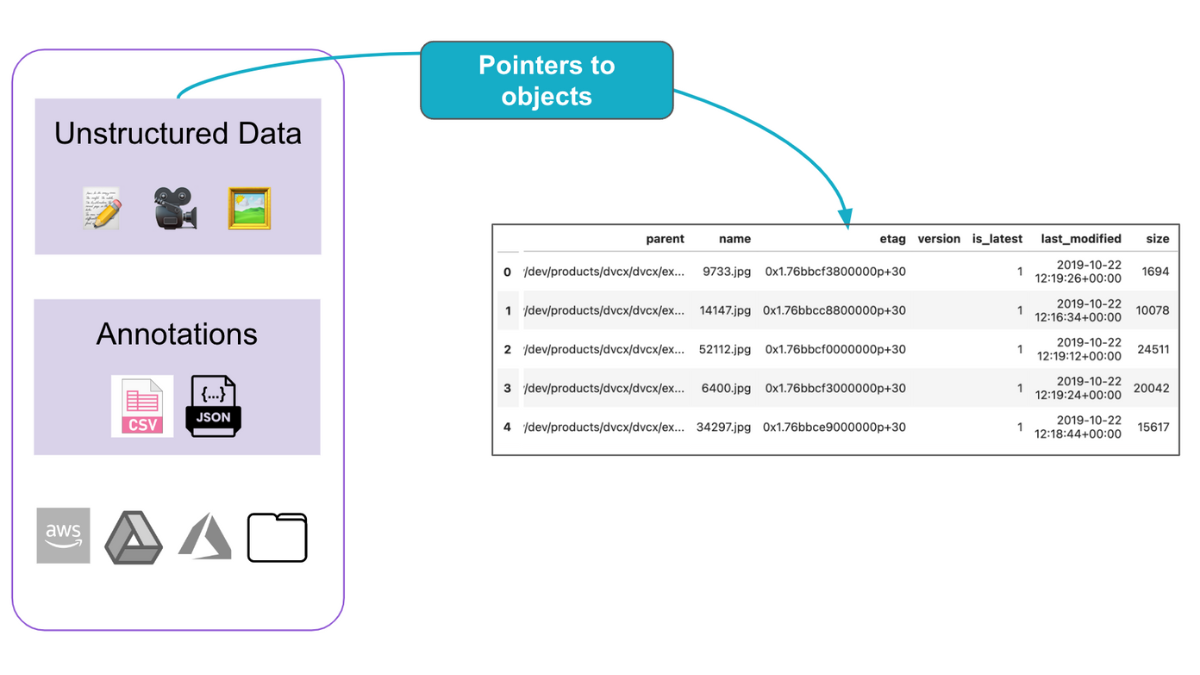 Pointers to
objects
Unstructured Data
Annotations
CSV
{...}
JSON
aws
parent name etag version is_latest last_modified size
0 /dev/products/dvcx/dvcx/ex... 9733.jpg 0x1.76bbcf3800000p+30 1 2019-10-22 12:19:26+00:00 1694
1 /dev/products/dvcx/dvcx/ex... 14147.jpg 0x1.76bbcc8800000p+30 1 2019-10-22 12:16:34+00:00 10078
2 /dev/products/dvcx/dvcx/ex... 52112.jpg 0x1.76bbcf0000000p+30 1 2019-10-22 12:19:12+00:00 24511
3 /dev/products/dvcx/dvcx/ex... 6400.jpg 0x1.76bbcf3000000p+30 1 2019-10-22 12:19:24+00:00 20042
4 /dev/products/dvcx/dvcx/ex... 34297.jpg 0x1.76bbce9000000p+30 1 2019-10-22 12:18:44+00:00 15617